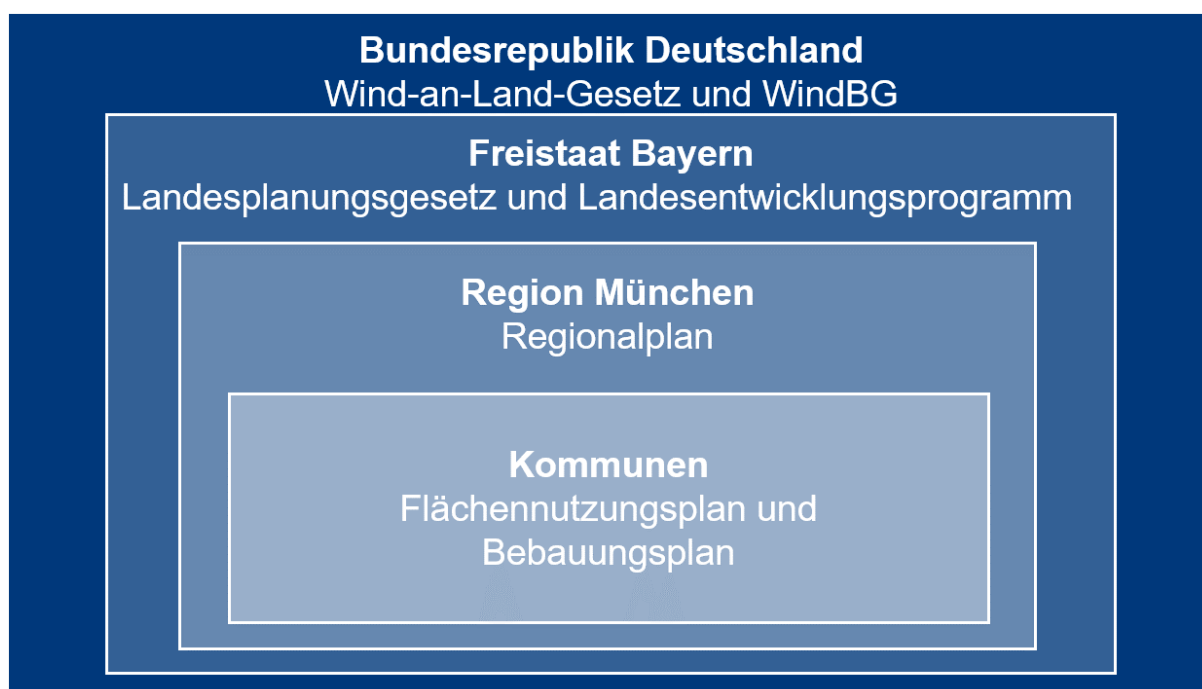 Bundesrepublik Deutschland
Wind-an-Land-Gesetz und WindBG
Freistaat Bayern
Landesplanungsgesetz und Landesentwicklungsprogramm
Region München
Regionalplan
Kommunen
Flächennutzungsplan und
Bebauungsplan